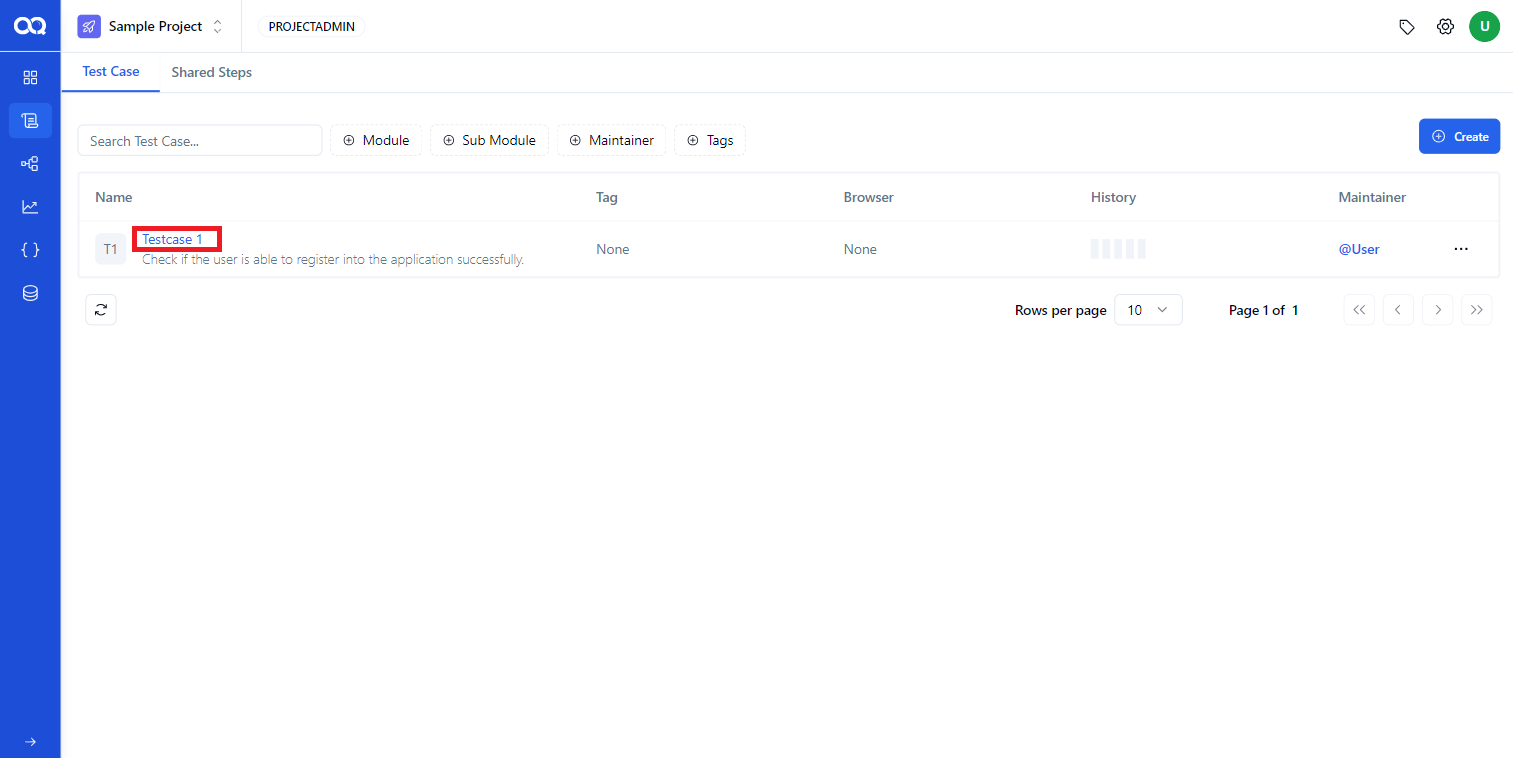 OQ
Sample Project
PROJECTADMIN
U
Test Case
Shared Steps
Search Test Case...
Module
Sub Module
Maintainer
Tags
Create
Name
Tag
Browser
History
Maintainer
T1
Testcase 1
Check if the user is able to register into the application successfully.
None
None
@User
Rows per page
10
Page 1 of 1